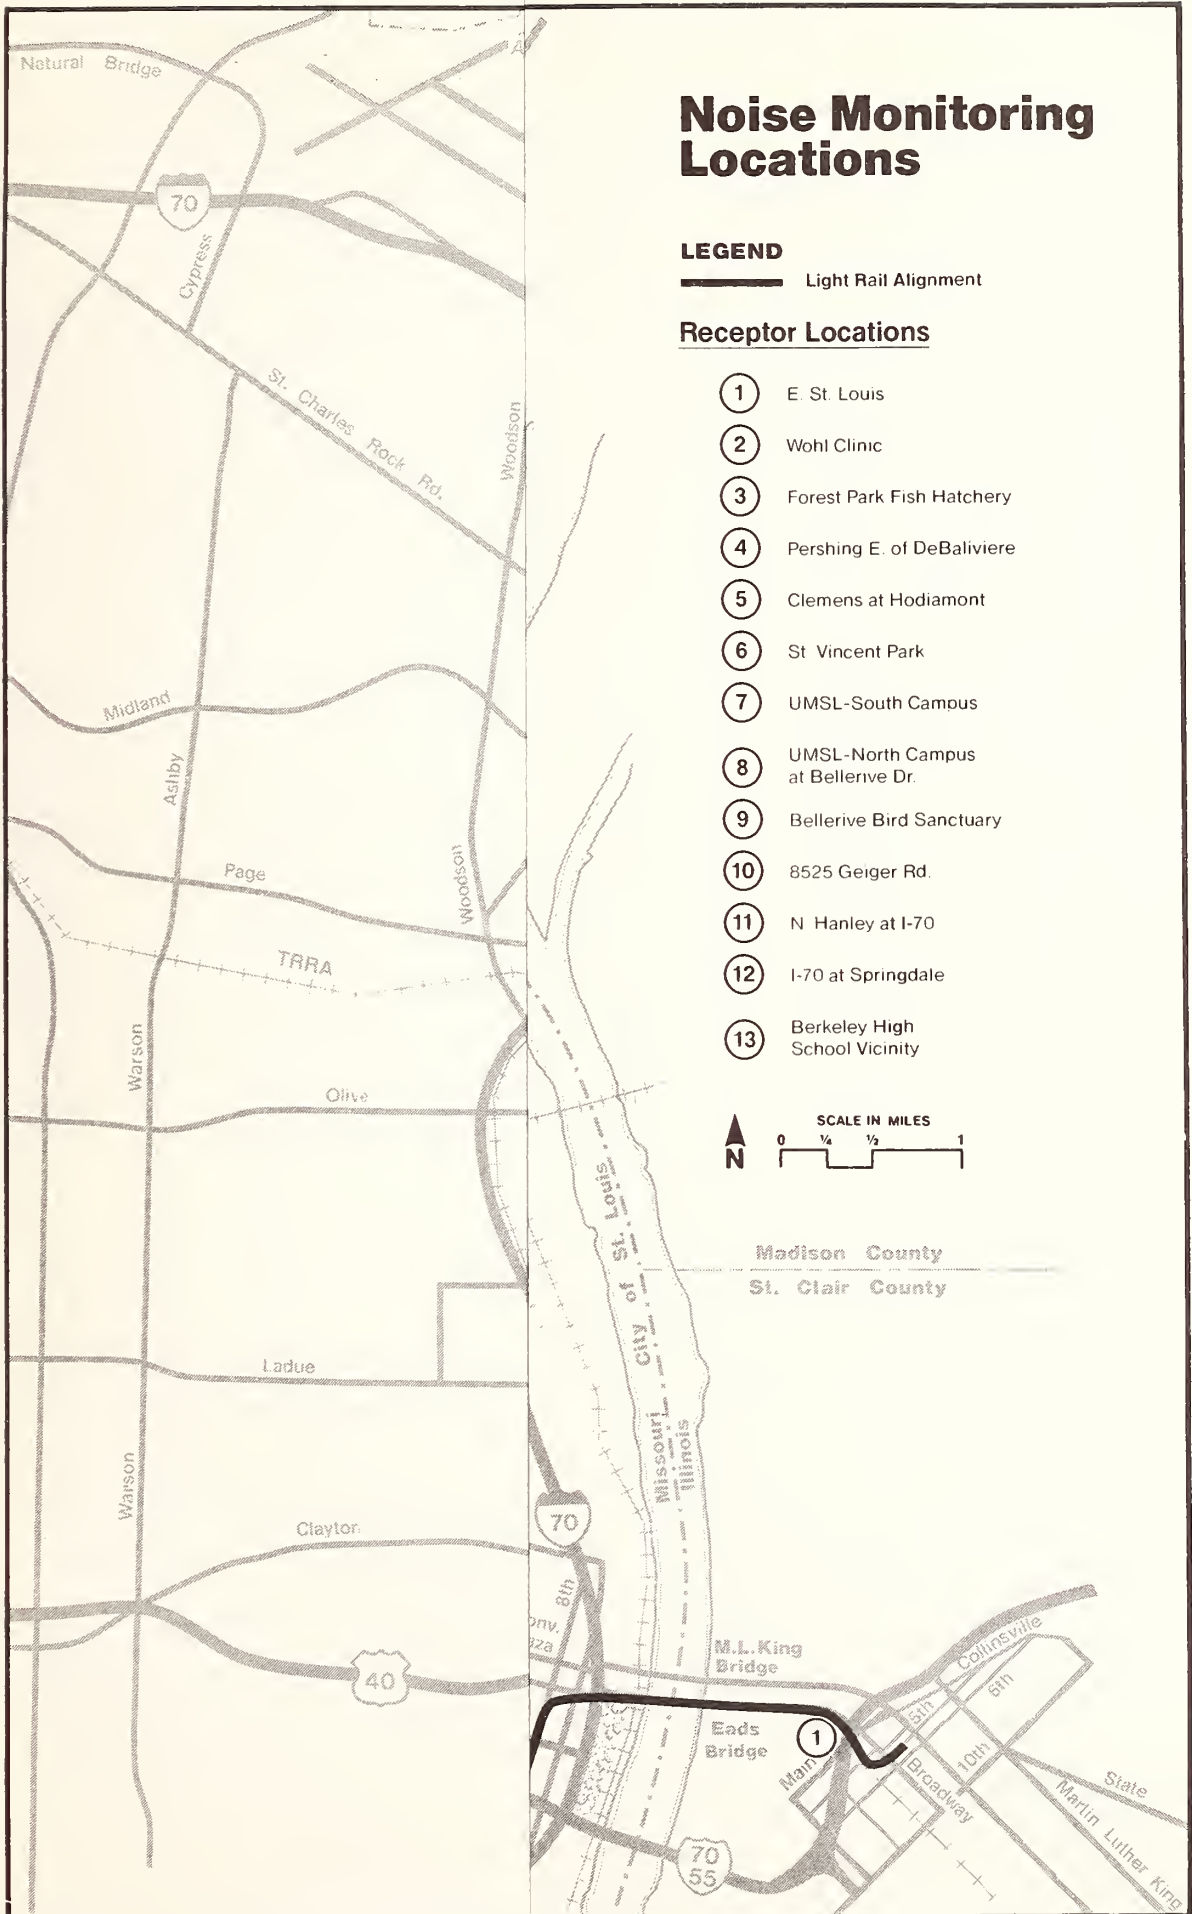 Noise Monitoring
Locations
LEGEND
Light Rail Alignment
Receptor Locations
1 E. St. Louis
2 Wohl Clinic
3 Forest Park Fish Hatchery
4 Pershing E. of DeBaliviere
5 Clemens at Hodiamont
6 St Vincent Park
7 UMSL-South Campus
8 UMSL-North Campus
at Bellerive Dr.
9 Bellerive Bird Sanctuary
10 8525 Geiger Rd.
11 N Hanley at I-70
12 I-70 at Springdale
13 Berkeley High
School Vicinity
SCALE IN MILES
0 ¼ ½ 1
N
Madison County
St. Clair County
Natural Bridge
A
70
Cypress
St. Charles Rock Rd.
Woodson
Midland
Ashby
Page
Woodson
TRRA
Warson
Olive
City of St. Louis
Ladue
Missouri
Illinois
Warson
Clayton
70
8th
onv.
aza
40
M.L.King
Bridge
Eads
Bridge
1
Main
Collinsville
5th
6th
10th
Broadway
State
Martin Luther King
70
55